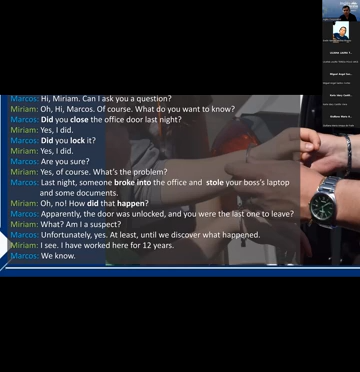 Marcos: Hi, Miriam. Can I ask you a question?
Miriam: Oh, Hi, Marcos. Of course. What do you want to know?
Marcos: Did you close the office door last night?
Miriam: Yes, I did.
Marcos: Did you lock it?
Miriam: Yes, I did.
Marcos: Are you sure?
Miriam: Yes, of course. What's the problem?
Marcos: Last night, someone broke into the office and stole your boss's laptop
and some documents.
Miriam: Oh, no! How did that happen?
Marcos: Apparently, the door was unlocked, and you were the last one to leave?
Miriam: What? Am I a suspect?
Marcos: Unfortunately, yes. At least, until we discover what happened.
Miriam: I see. I have worked here for 12 years.
Marcos: We know.